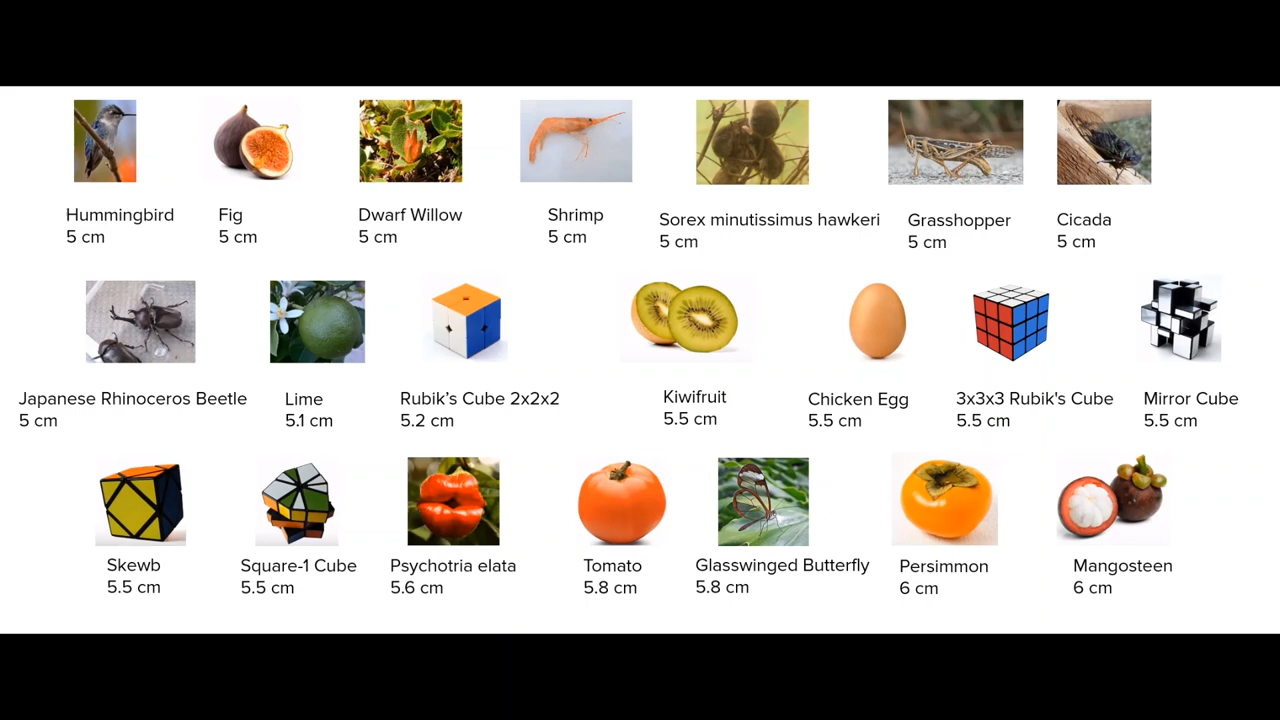 Hummingbird
5 cm
Fig
5 cm
Dwarf Willow
5 cm
Shrimp
5 cm
Sorex minutissimus hawkeri
5 cm
Grasshopper
5 cm
Cicada
5 cm
Japanese Rhinoceros Beetle
5 cm
Lime
5.1 cm
Rubik’s Cube 2x2x2
5.2 cm
Kiwifruit
5.5 cm
Chicken Egg
5.5 cm
3x3x3 Rubik's Cube
5.5 cm
Mirror Cube
5.5 cm
Skewb
5.5 cm
Square-1 Cube
5.5 cm
Psychotria elata
5.6 cm
Tomato
5.8 cm
Glasswinged Butterfly
5.8 cm
Persimmon
6 cm
Mangosteen
6 cm